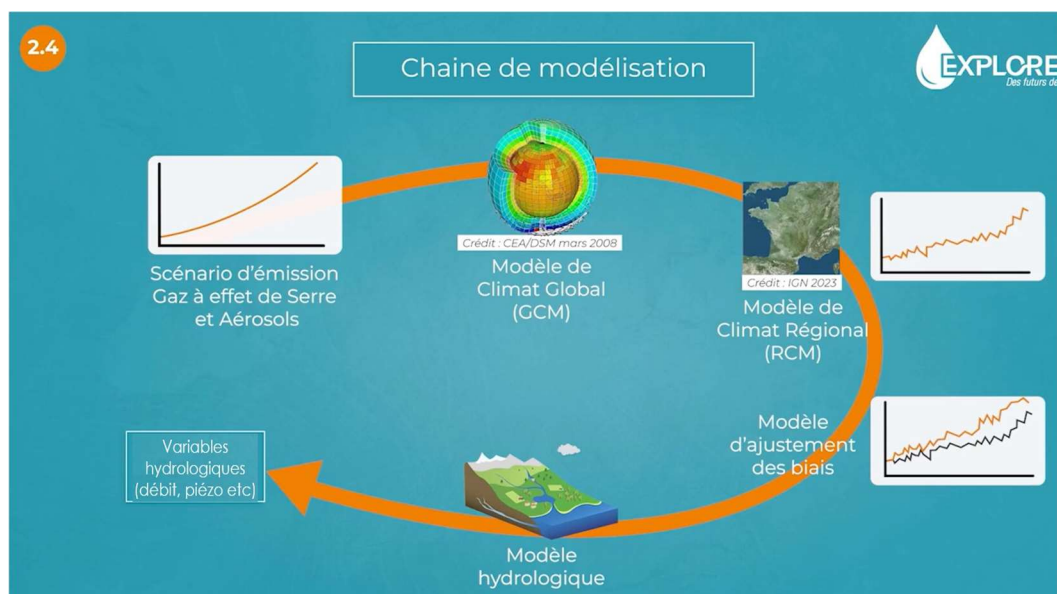 2.4
Chaine de modélisation
EXPLORE
Des futurs de
Scénario d'émission
Gaz à effet de Serre
et Aérosols
Crédit : CEA/DSM mars 2008
Modèle de
Climat Global
(GCM)
Crédit : IGN 2023
Modèle de
Climat Régional
(RCM)
Modèle
d'ajustement
des biais
Modèle
hydrologique
Variables
hydrologiques
(débit, piézo etc)